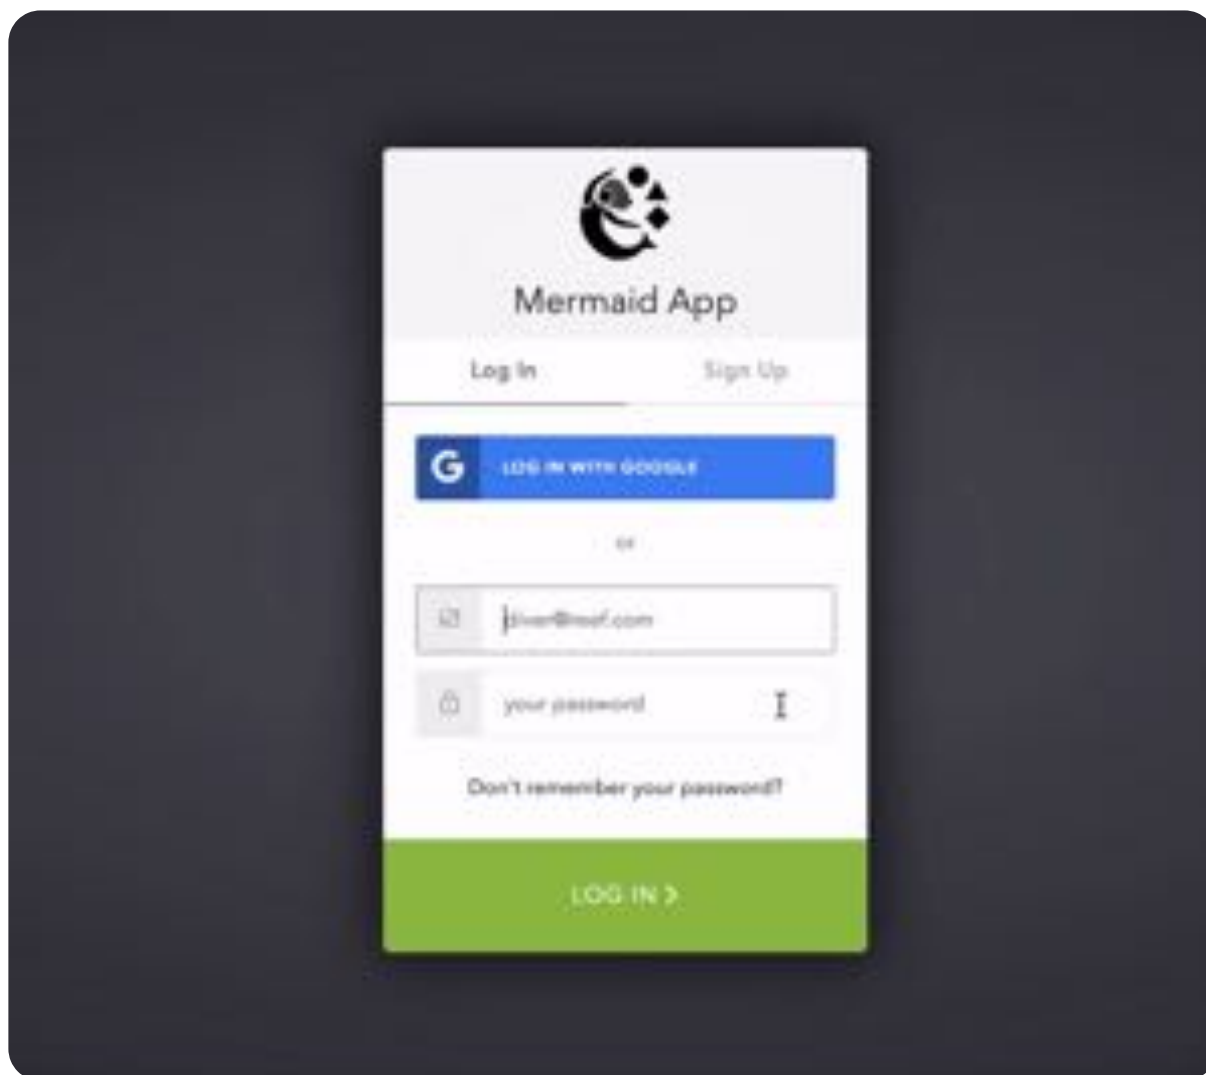 Mermaid App
Log In Sign Up
G LOG IN WITH GOOGLE
or
diver@reef.com
your password
Don't remember your password?
LOG IN >